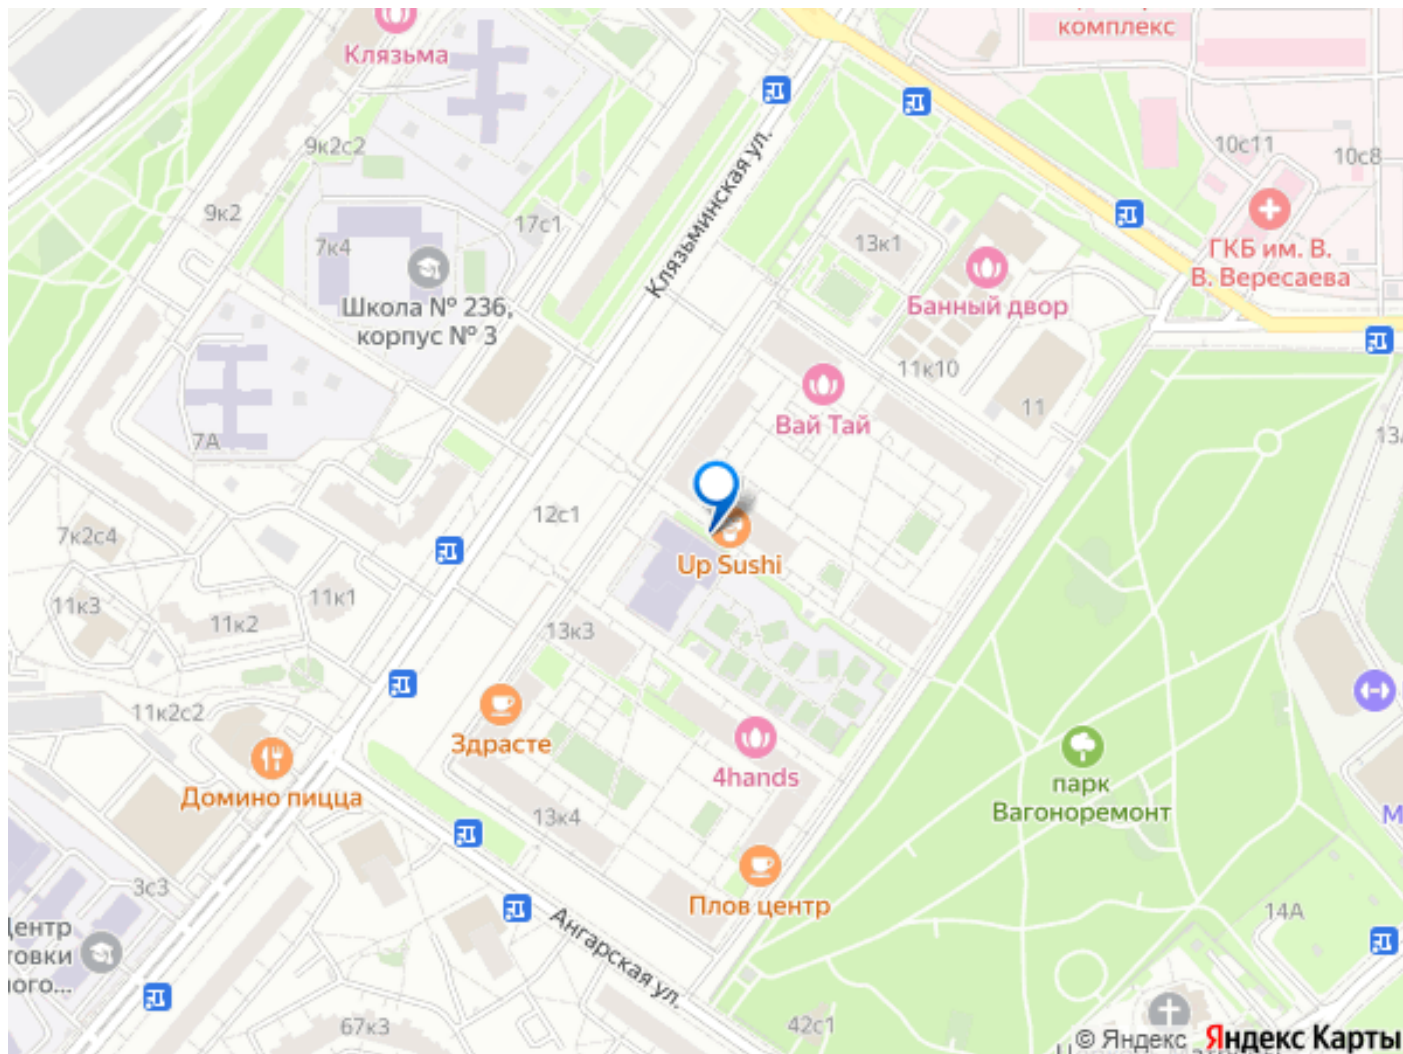 комплекс
Клязьма
9к2с2
10с11
10с8
Клязьминская ул.
9к2
17с1
7к4
13к1
ГКБ им. В.
В. Вересаева
Школа № 236,
корпус № 3
Банный двор
11к10
11
Вай Тай
7А
12с1
7к2с4
Up Sushi
11к3
11к1
11к2
13к3
11к2с2
Здрасте
4hands
Домино пицца
13к4
парк
Вагоноремонт
3с3
Плов центр
14А
Ангарская ул.
67к3
42с1
© Яндекс Яндекс Карты